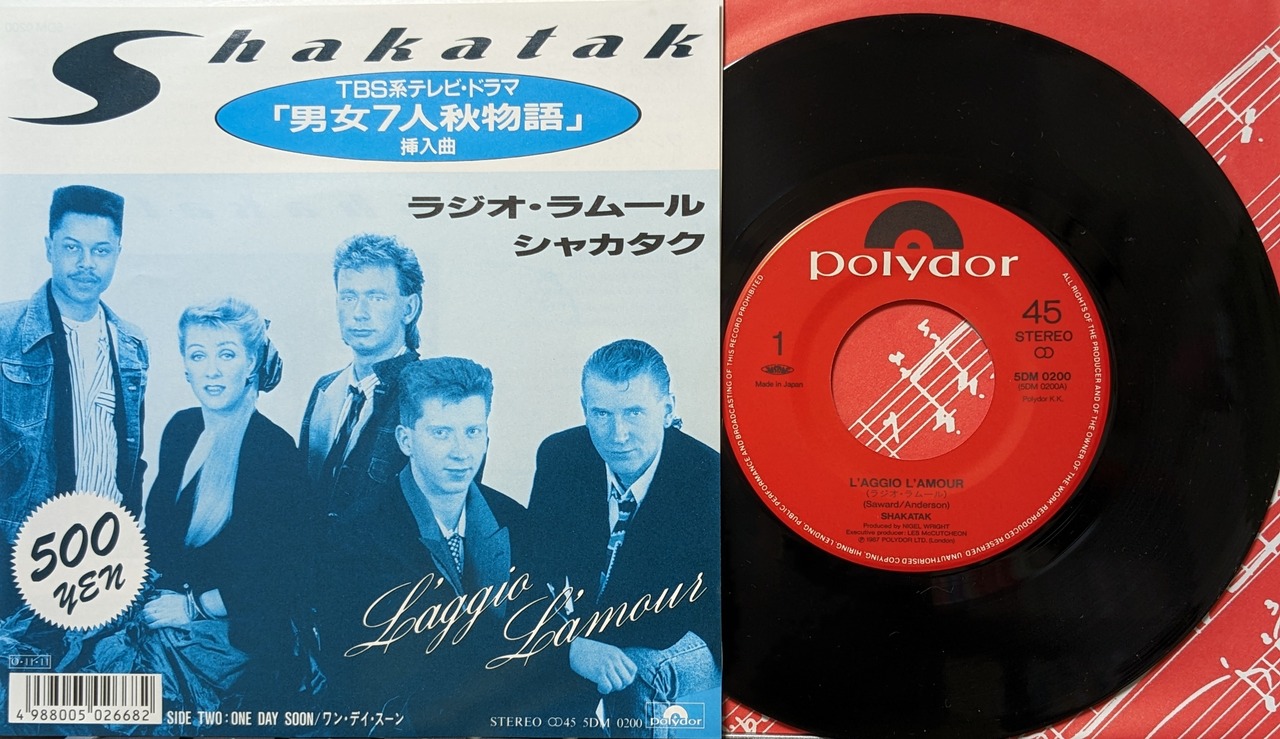 Shakatak
TBS系テレビ・ドラマ
「男女7人秋物語」
挿入曲
ラジオ・ラムール
シャカタク
500
YEN
L'aggio
L'amour
4 988005 026682
SIDE TWO:ONE DAY SOON/ワン・デイ・スーン
STEREO 45 5DM 0200
polydor
polydor
45
STEREO
1
Made in Japan
5DM 0200
(5DM 0200A)
Polydor K.K.
L'AGGIO L'AMOUR
(ラジオ・ラムール)
(Saward/Anderson)
SHAKATAK
Produced by NIGEL WRIGHT
Executive producer: LES McCUTCHEON
℗ 1987 POLYDOR LTD. (London)
ALL RIGHTS OF THE PRODUCER AND OF THE OWNER OF THE WORK REPRODUCED RESERVED. UNAUTHORISED COPYING, HIRING, LENDING, PUBLIC PERFORMANCE AND BROADCASTING OF THIS RECORD PROHIBITED